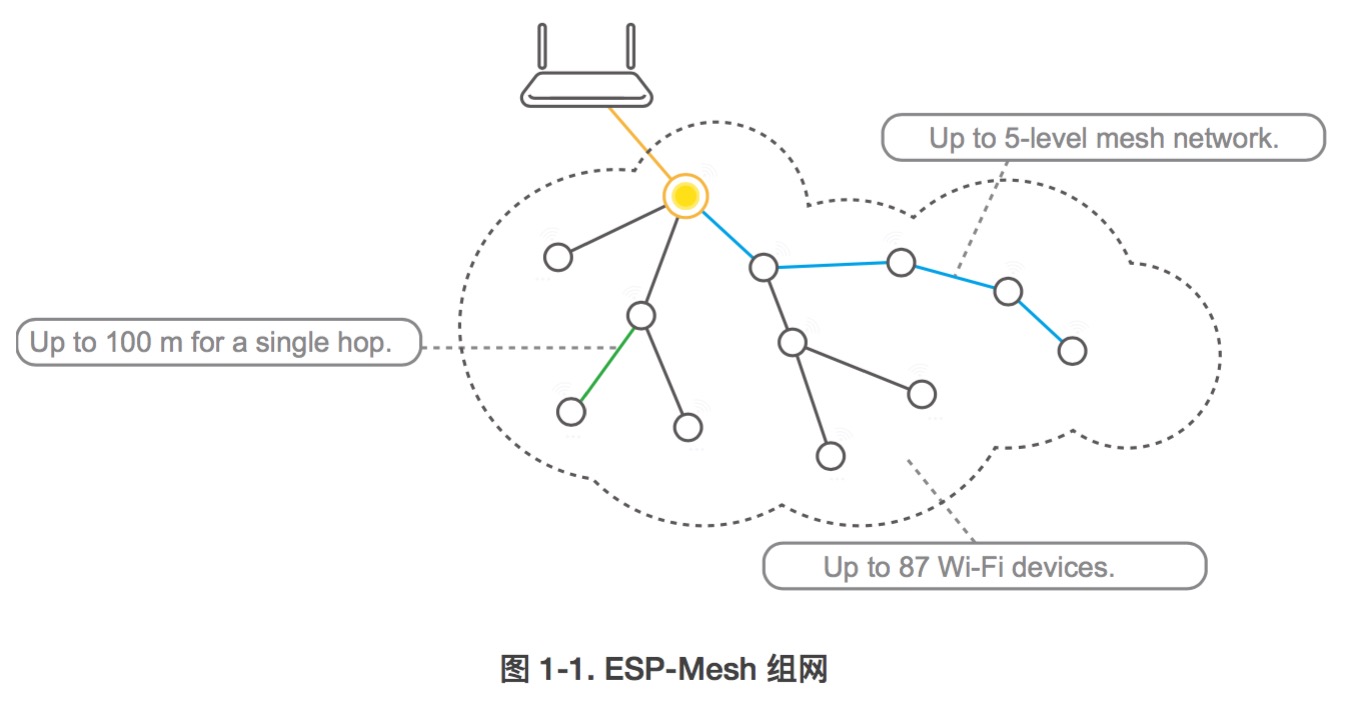 Up to 5-level mesh network.
Up to 100 m for a single hop.
Up to 87 Wi-Fi devices.
图 1-1. ESP-Mesh 组网